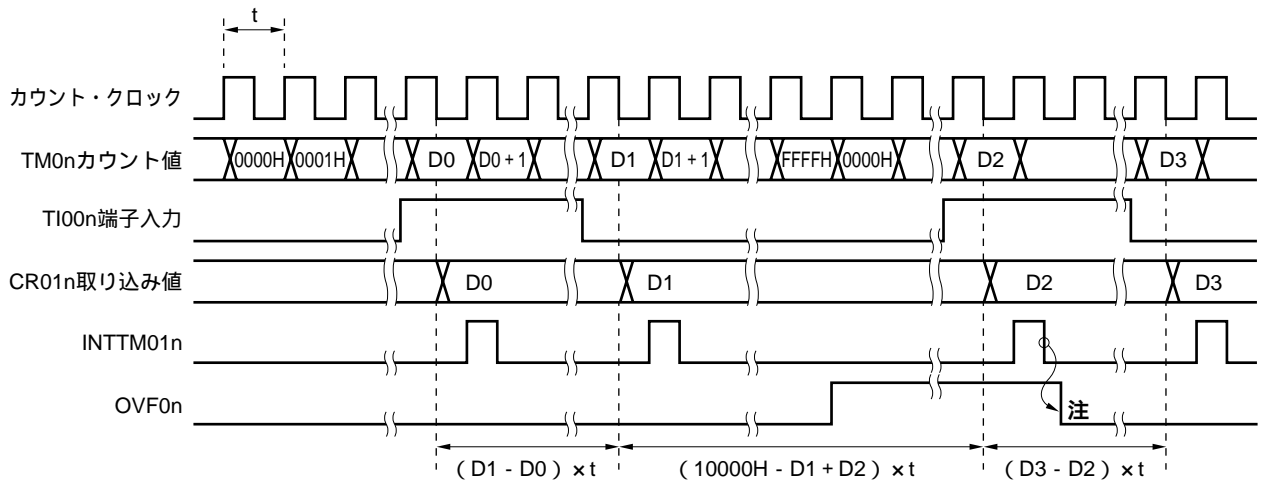 t
カウント・クロック
TM0nカウント値 0000H 0001H D0 D0 + 1 D1 D1 + 1 FFFFH 0000H D2 D3
TI00n端子入力
CR01n取り込み値 D0 D1 D2 D3
INTTM01n
OVF0n 注
( D1 - D0 ) × t ( 10000H - D1 + D2 ) × t ( D3 - D2 ) × t